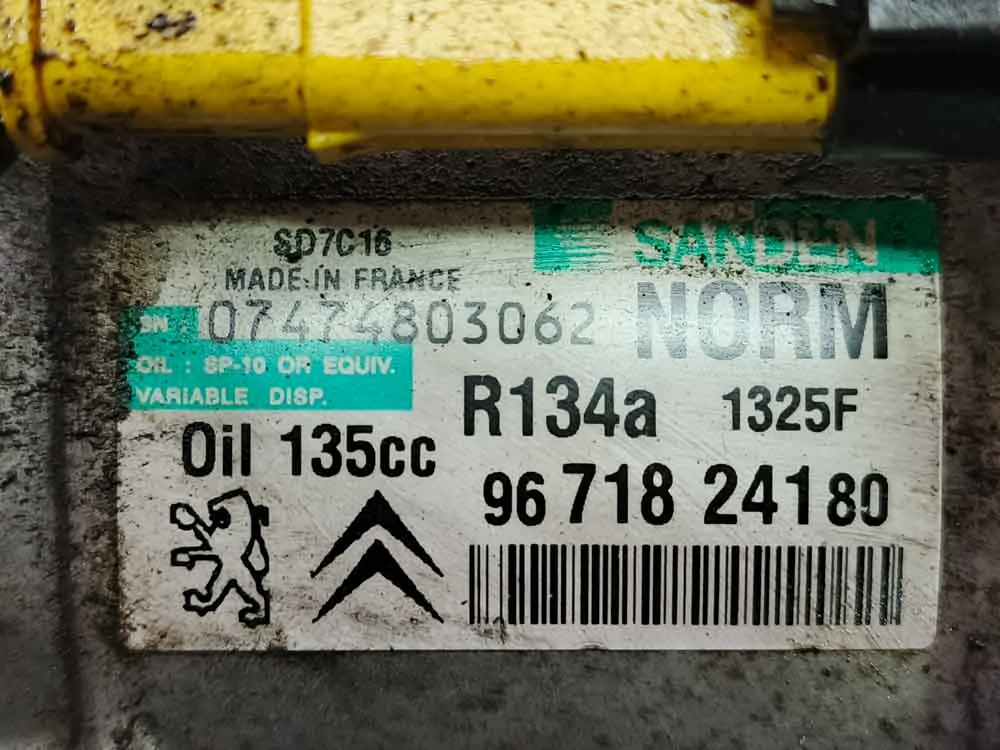 SD7C16
SANDEN
MADE IN FRANCE
SN 07474803062
NORM
OIL : SP-10 OR EQUIV.
VARIABLE DISP.
R134a 1325F
Oil 135cc
96 718 241 80